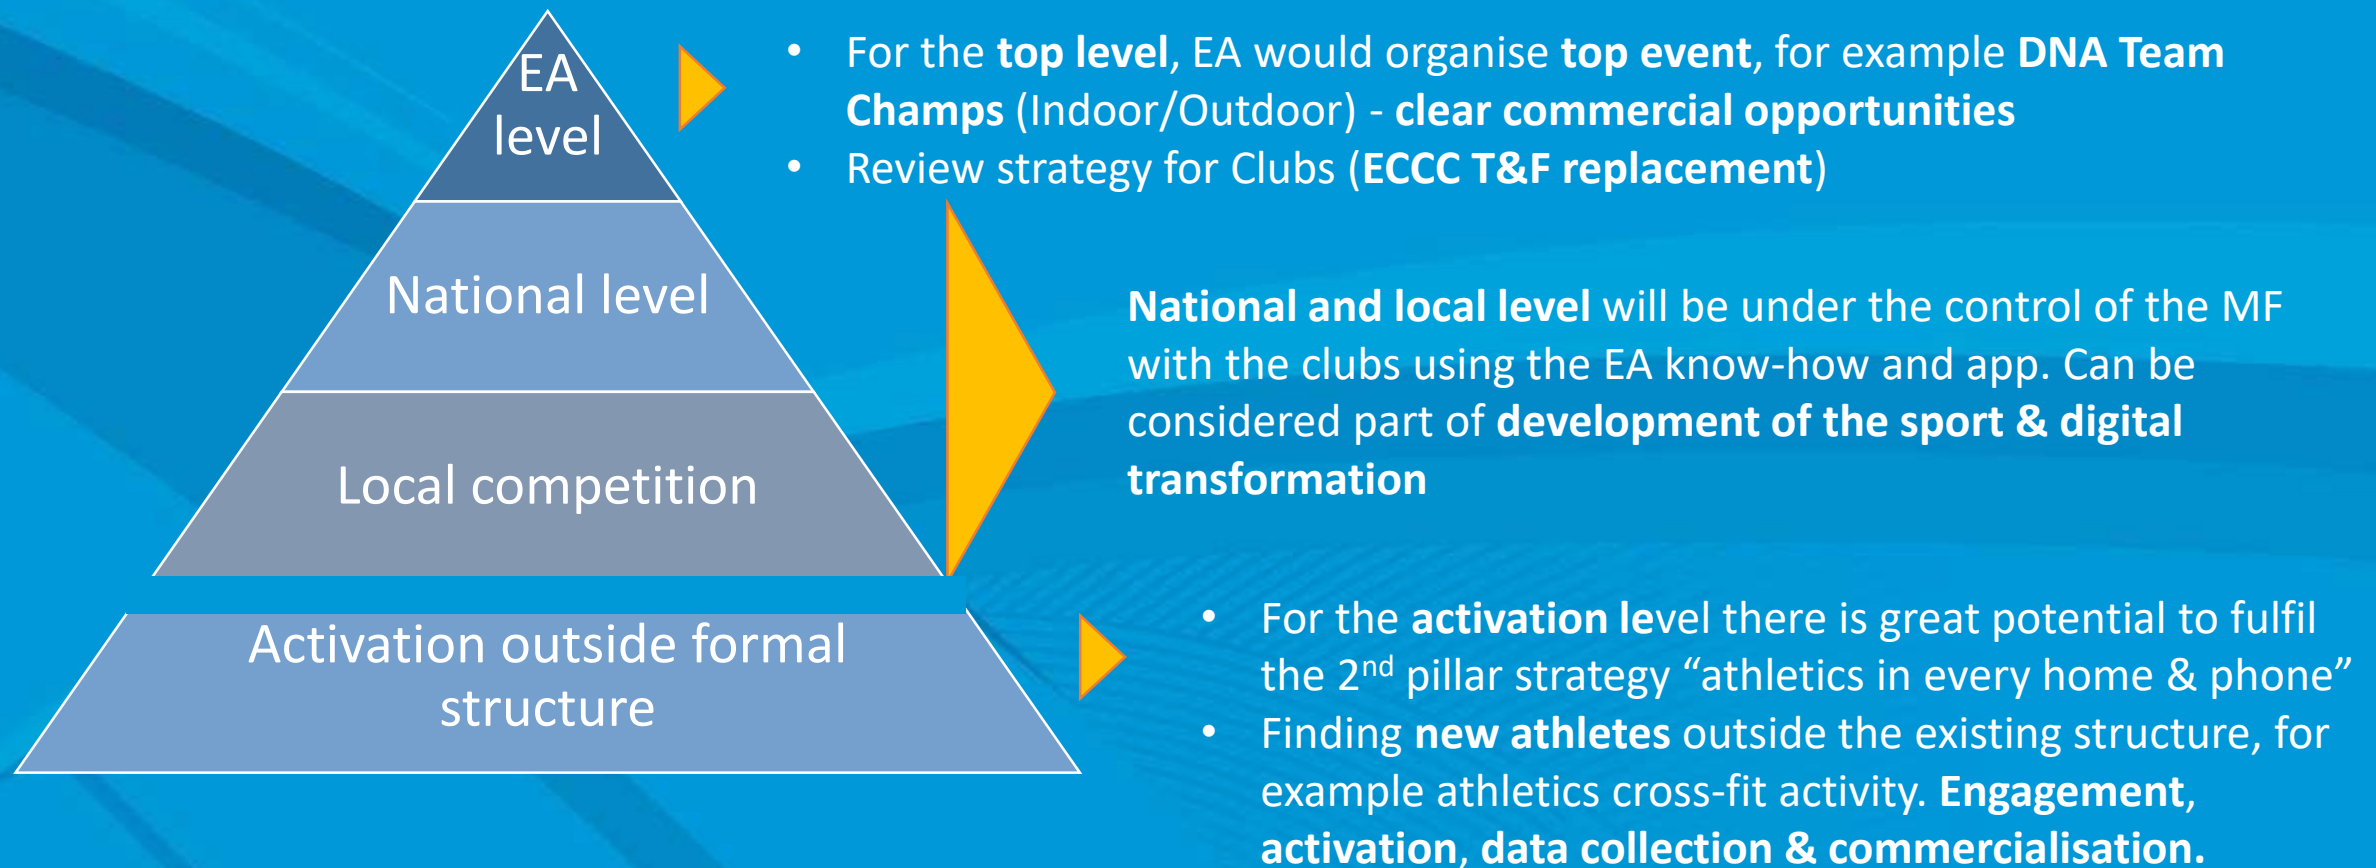 EA
level
• For the top level, EA would organise top event, for example DNA Team
Champs (Indoor/Outdoor) - clear commercial opportunities
• Review strategy for Clubs (ECCC T&F replacement)
National level
Local competition
National and local level will be under the control of the MF
with the clubs using the EA know-how and app. Can be
considered part of development of the sport & digital
transformation
Activation outside formal
structure
• For the activation level there is great potential to fulfil
the 2nd pillar strategy “athletics in every home & phone”
• Finding new athletes outside the existing structure, for
example athletics cross-fit activity. Engagement,
activation, data collection & commercialisation.